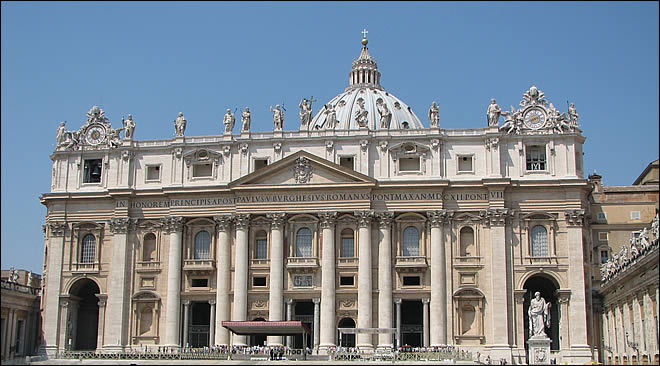 IN HONOREM PRINCIPIS APOST PAVLVS V BVRGHESIVS ROMANVS PONT MAX AN MDCXII PONT VII